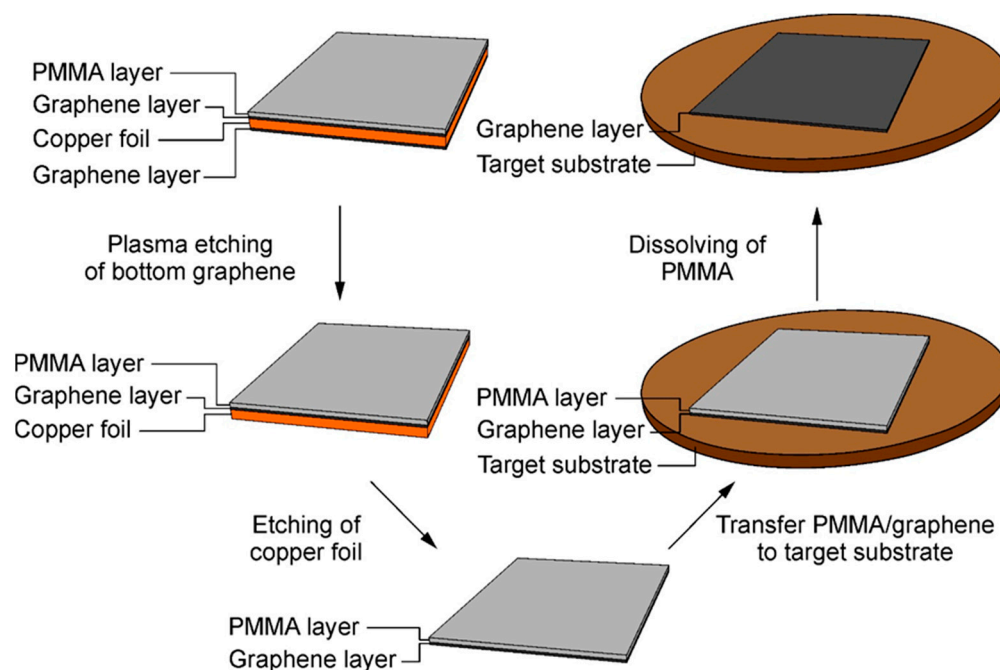 PMMA layer
Graphene layer
Copper foil
Graphene layer
Plasma etching
of bottom graphene
PMMA layer
Graphene layer
Copper foil
Etching of
copper foil
PMMA layer
Graphene layer
Transfer PMMA/graphene
to target substrate
PMMA layer
Graphene layer
Target substrate
Dissolving of
PMMA
Graphene layer
Target substrate